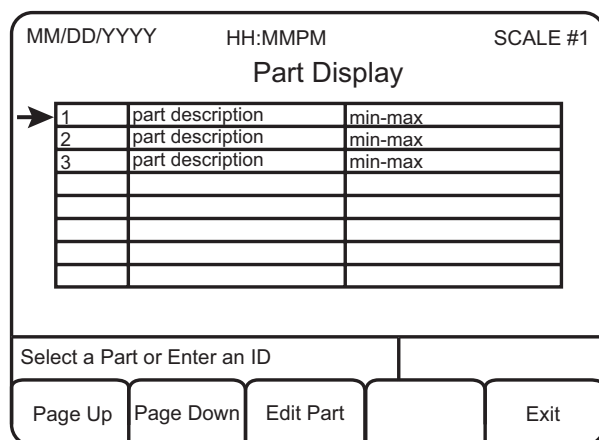 MM/DD/YYYY HH:MMPM SCALE #1
Part Display
1 part description min-max
2 part description min-max
3 part description min-max
Select a Part or Enter an ID
Page Up Page Down Edit Part Exit